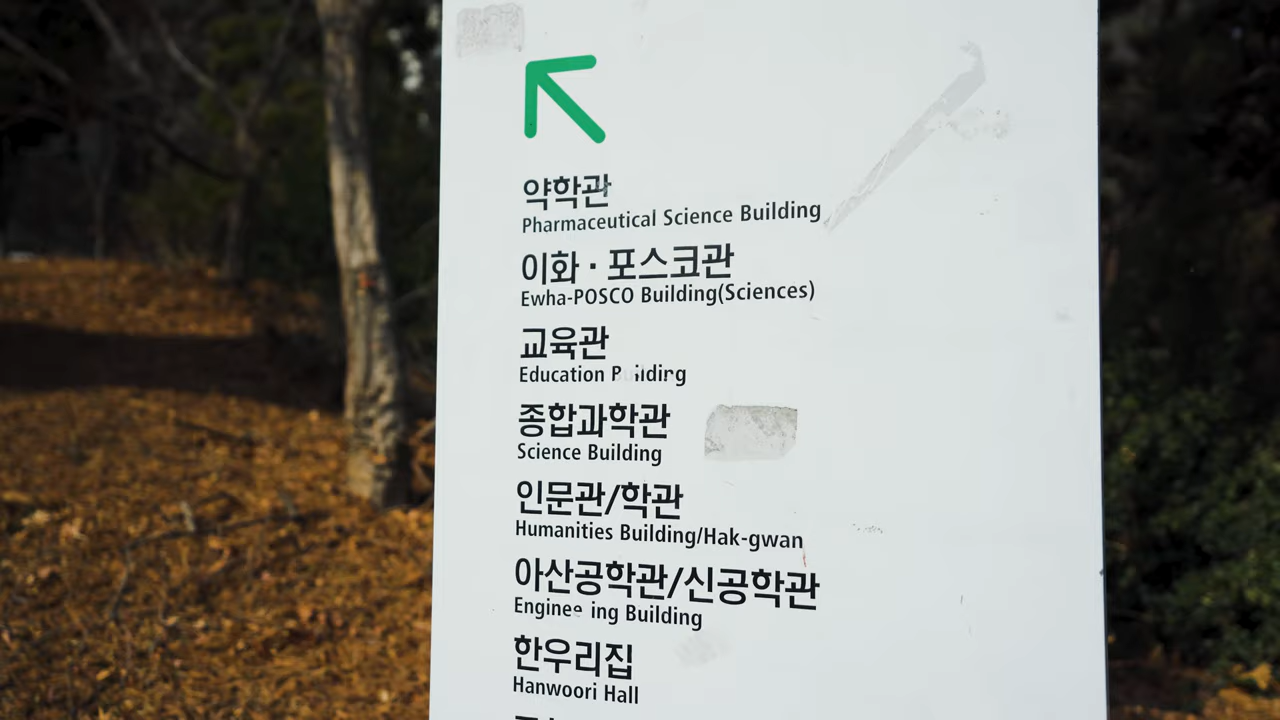 약학관
Pharmaceutical Science Building
이화 · 포스코관
Ewha-POSCO Building(Sciences)
교육관
Education Building
종합과학관
Science Building
인문관/학관
Humanities Building/Hak-gwan
아산공학관/신공학관
Engineering Building
한우리집
Hanwoori Hall